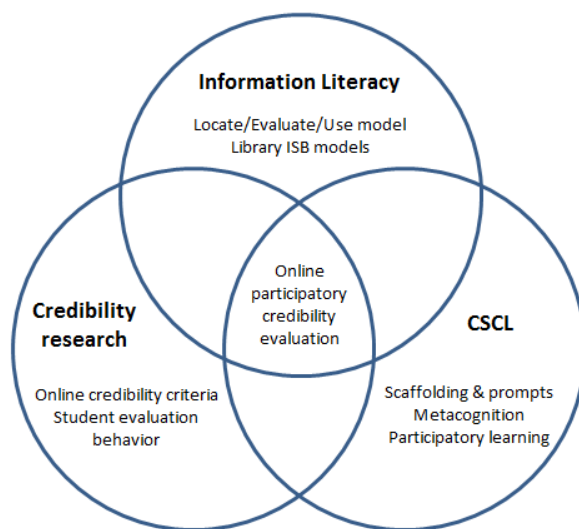 Information Literacy
Locate/Evaluate/Use model
Library ISB models
Online
participatory
credibility
evaluation
Credibility
research
Online credibility criteria
Student evaluation
behavior
CSCL
Scaffolding & prompts
Metacognition
Participatory learning